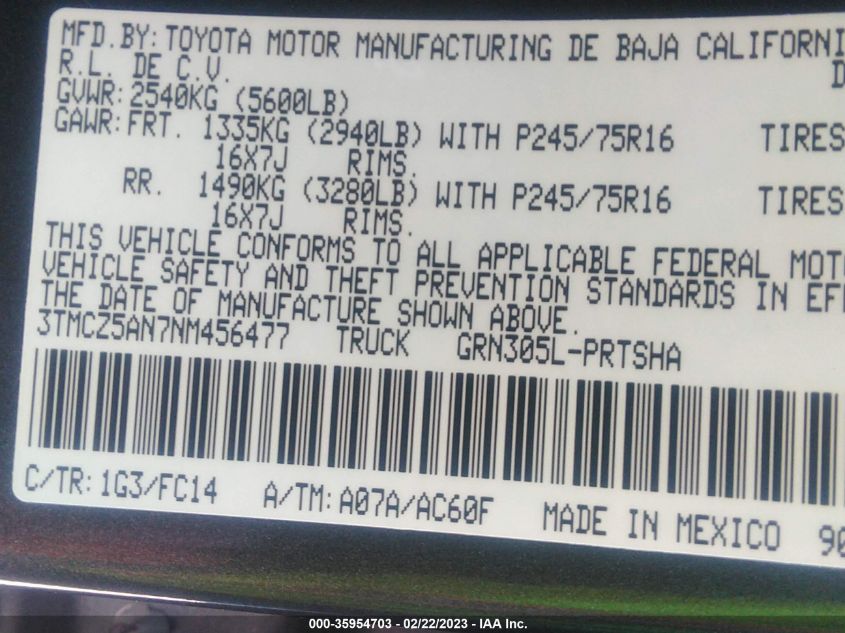 MFD.BY: TOYOTA MOTOR MANUFACTURING DE BAJA CALIFORNI
R.L. DE C.V.
GVWR: 2540KG (5600LB)
GAWR: FRT. 1335KG (2940LB) WITH P245/75R16 TIRES
16X7J RIMS.
RR. 1490KG (3280LB) WITH P245/75R16 TIRES
16X7J RIMS.
THIS VEHICLE CONFORMS TO ALL APPLICABLE FEDERAL MOTO
VEHICLE SAFETY AND THEFT PREVENTION STANDARDS IN EFF
THE DATE OF MANUFACTURE SHOWN ABOVE.
3TMCZ5AN7NM456477 TRUCK GRN305L-PRTSHA
C/TR: 1G3/FC14 A/TM: A07A/AC60F MADE IN MEXICO 90
000-35954703 - 02/22/2023 - IAA Inc.